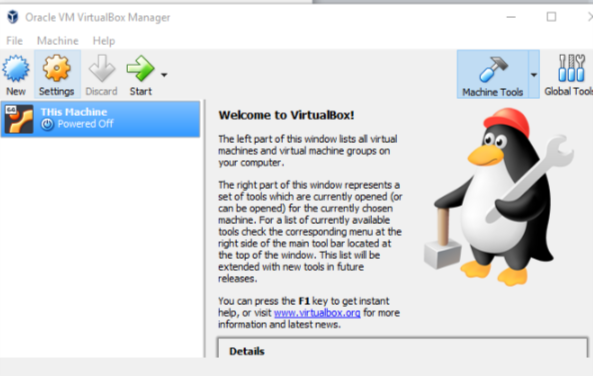 Oracle VM VirtualBox Manager
File Machine Help
New Settings Discard Start Machine Tools Global Tools
64
THis Machine
Powered Off
Welcome to VirtualBox!
The left part of this window lists all virtual
machines and virtual machine groups on
your computer.
The right part of this window represents a
set of tools which are currently opened (or
can be opened) for the currently chosen
machine. For a list of currently available
tools check the corresponding menu at the
right side of the main tool bar located at
the top of the window. This list will be
extended with new tools in future
releases.
You can press the F1 key to get instant
help, or visit www.virtualbox.org for more
information and latest news.
Details